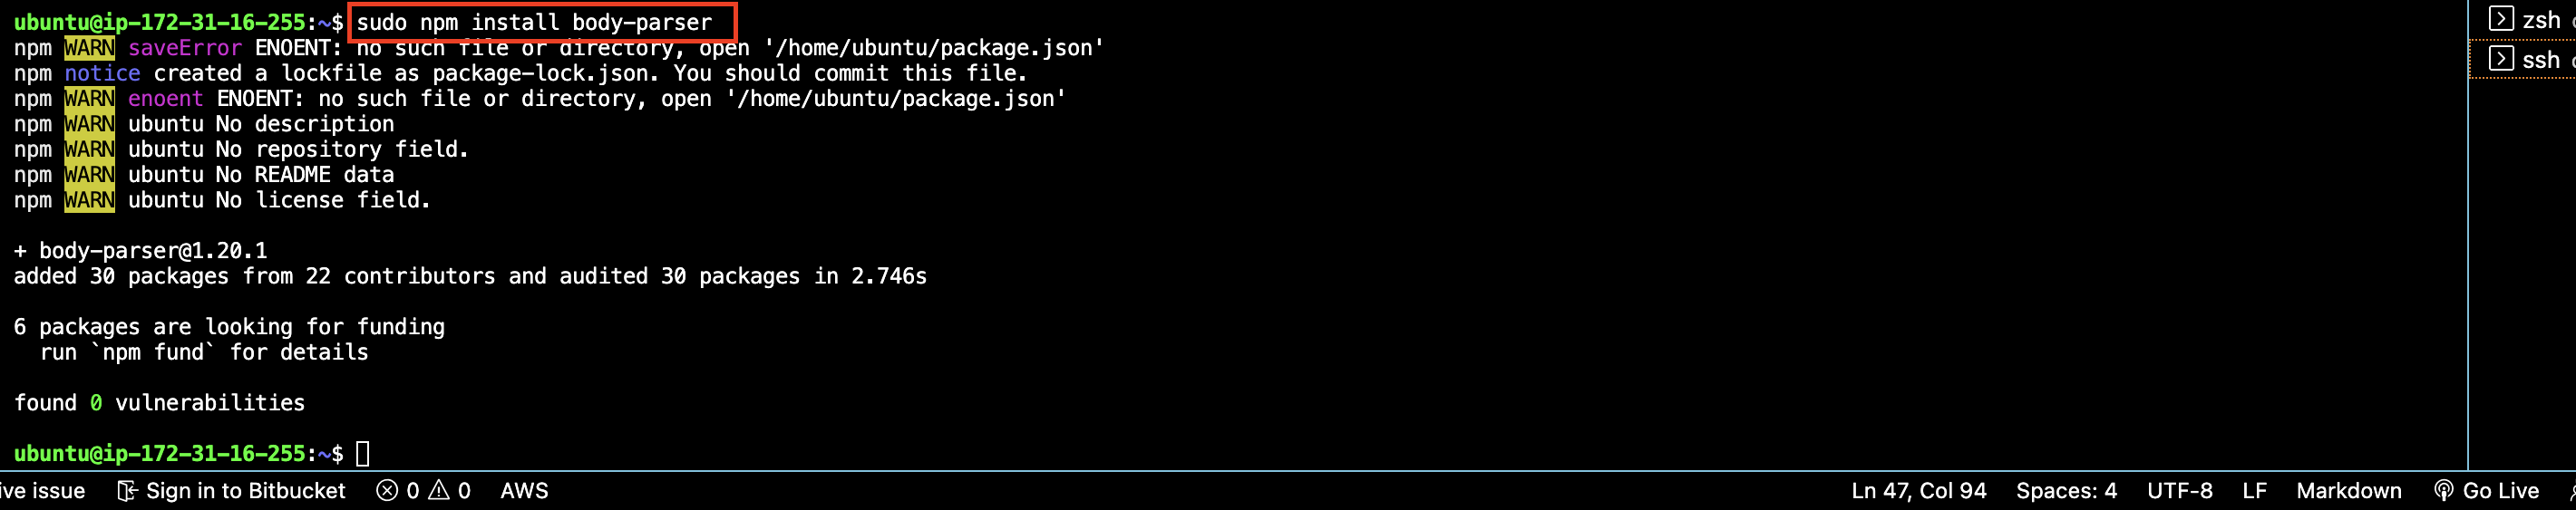 ubuntu@ip-172-31-16-255:~$ sudo npm install body-parser
npm WARN saveError ENOENT: no such file or directory, open '/home/ubuntu/package.json'
npm notice created a lockfile as package-lock.json. You should commit this file.
npm WARN enoent ENOENT: no such file or directory, open '/home/ubuntu/package.json'
npm WARN ubuntu No description
npm WARN ubuntu No repository field.
npm WARN ubuntu No README data
npm WARN ubuntu No license field.
+ body-parser@1.20.1
added 30 packages from 22 contributors and audited 30 packages in 2.746s
6 packages are looking for funding
run `npm fund` for details
found 0 vulnerabilities
ubuntu@ip-172-31-16-255:~$
zsh
ssh
ive issue Sign in to Bitbucket 0 0 AWS Ln 47, Col 94 Spaces: 4 UTF-8 LF Markdown Go Live